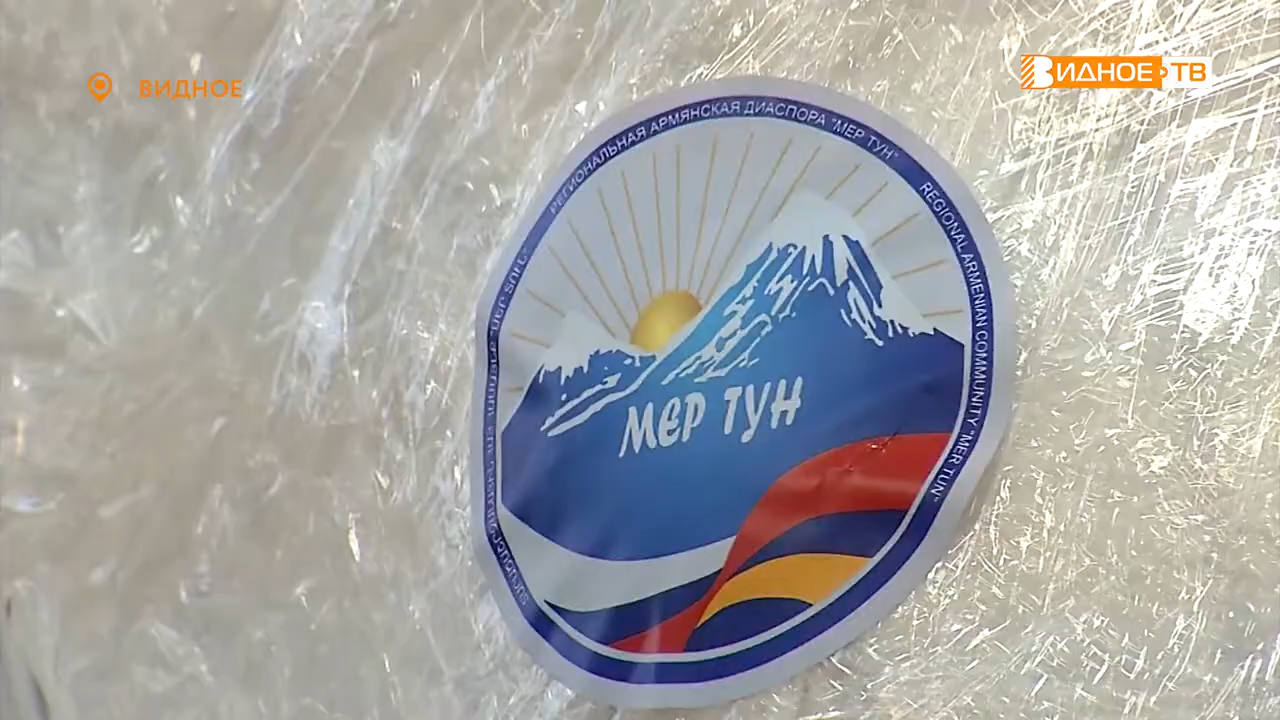 ВИДНОЕ
ВИДНОЕ ТВ
РЕГИОНАЛЬНАЯ АРМЯНСКАЯ ДИАСПОРА "МЕР ТУН"
REGIONAL ARMENIAN COMMUNITY "MER TUN"
МЕР ТУН